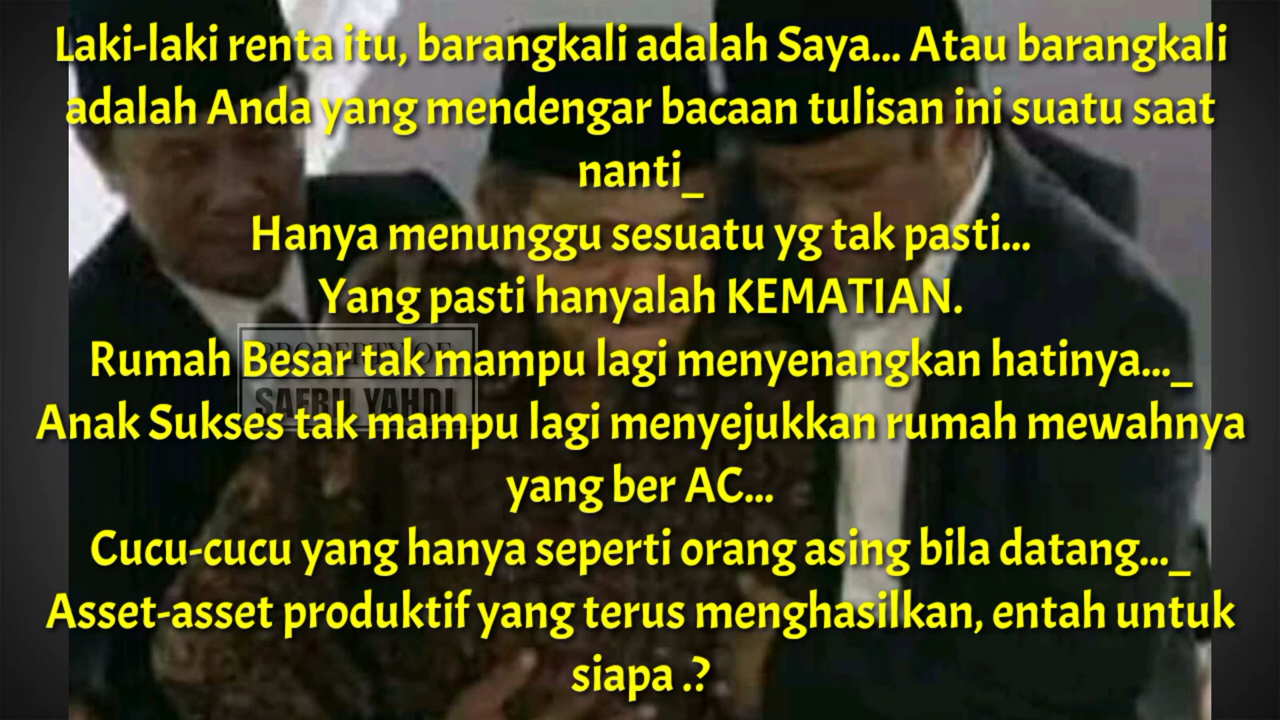 Laki-laki renta itu, barangkali adalah Saya... Atau barangkali
adalah Anda yang mendengar bacaan tulisan ini suatu saat
nanti_
Hanya menunggu sesuatu yg tak pasti...
Yang pasti hanyalah KEMATIAN.
Rumah Besar tak mampu lagi menyenangkan hatinya..._
PROPERTY OF
SAEFUL YAHDI
Anak Sukses tak mampu lagi menyejukkan rumah mewahnya
yang ber AC...
Cucu-cucu yang hanya seperti orang asing bila datang..._
Asset-asset produktif yang terus menghasilkan, entah untuk
siapa .?